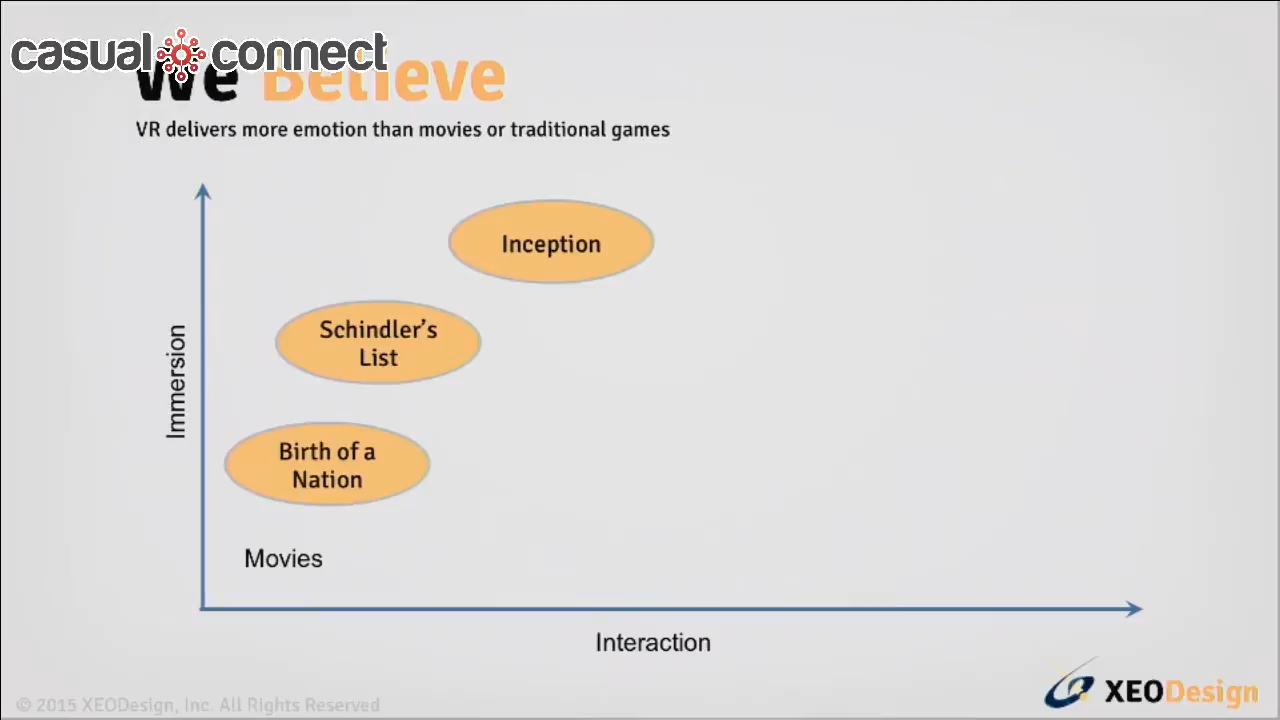 casual connect
We Believe
VR delivers more emotion than movies or traditional games
Inception
Schindler’s
List
Birth of a
Nation
Movies
Immersion
Interaction
© 2015 XEODesign, Inc. All Rights Reserved
XEODesign